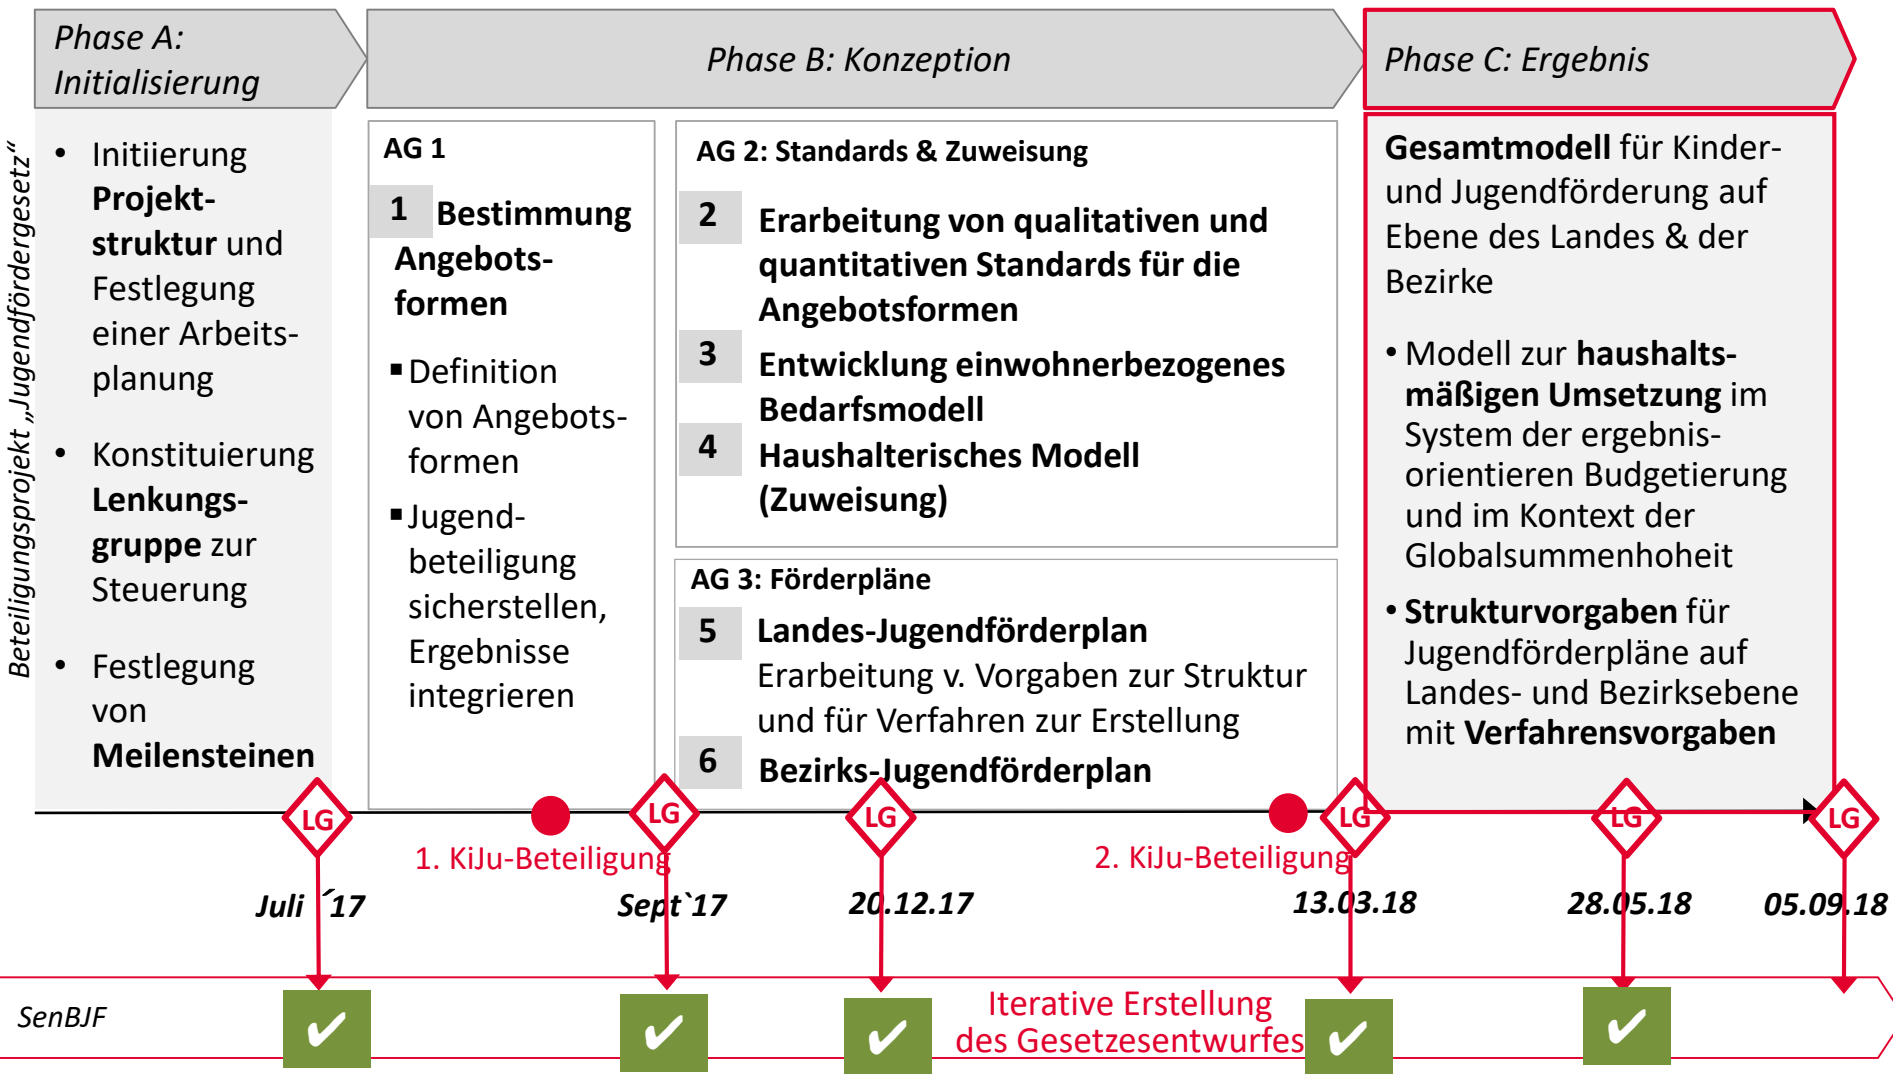 Phase A:
Initialisierung
Phase B: Konzeption
Phase C: Ergebnis
Beteiligungsprojekt „Jugendfördergesetz“
• Initiierung
Projekt-
struktur und
Festlegung
einer Arbeits-
planung
• Konstituierung
Lenkungs-
gruppe zur
Steuerung
• Festlegung
von
Meilensteinen
AG 1
1 Bestimmung
Angebots-
formen
▪ Definition
von Angebots-
formen
▪ Jugend-
beteiligung
sicherstellen,
Ergebnisse
integrieren
AG 2: Standards & Zuweisung
2 Erarbeitung von qualitativen und
quantitativen Standards für die
Angebotsformen
3 Entwicklung einwohnerbezogenes
Bedarfsmodell
4 Haushalterisches Modell
(Zuweisung)
AG 3: Förderpläne
5 Landes-Jugendförderplan
Erarbeitung v. Vorgaben zur Struktur
und für Verfahren zur Erstellung
6 Bezirks-Jugendförderplan
Gesamtmodell für Kinder-
und Jugendförderung auf
Ebene des Landes & der
Bezirke
• Modell zur haushalts-
mäßigen Umsetzung im
System der ergebnis-
orientieren Budgetierung
und im Kontext der
Globalsummenhoheit
• Strukturvorgaben für
Jugendförderpläne auf
Landes- und Bezirksebene
mit Verfahrensvorgaben
LG LG LG LG LG LG
1. KiJu-Beteiligung 2. KiJu-Beteiligung
Juli ´17 Sept`17 20.12.17 13.03.18 28.05.18 05.09.18
SenBJF
Iterative Erstellung
des Gesetzesentwurfes